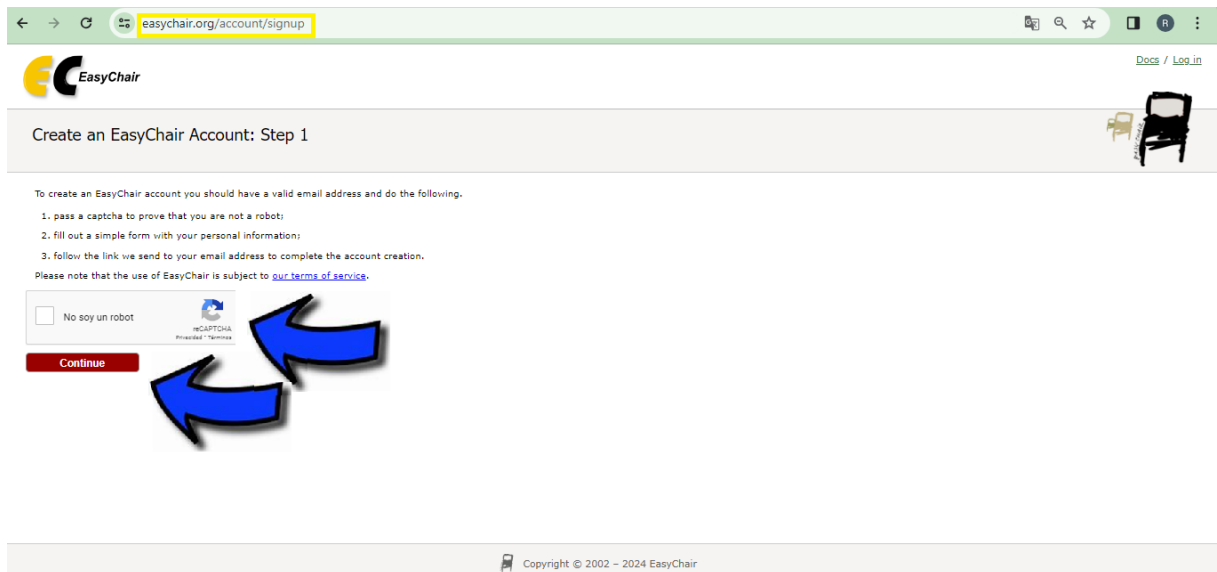 easychair.org/account/signup
R
EC EasyChair
Docs / Log in
Create an EasyChair Account: Step 1
EASY CHAIR
To create an EasyChair account you should have a valid email address and do the following.
1. pass a captcha to prove that you are not a robot;
2. fill out a simple form with your personal information;
3. follow the link we send to your email address to complete the account creation.
Please note that the use of EasyChair is subject to our terms of service.
No soy un robot
reCAPTCHA
Privacidad * Términos
Continue
Copyright © 2002 – 2024 EasyChair